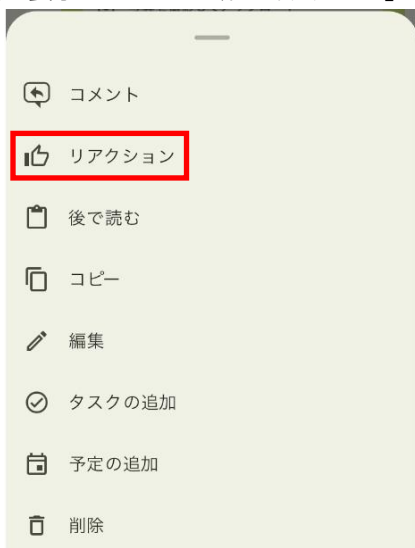 コメント
リアクション
後で読む
コピー
編集
タスクの追加
予定の追加
削除